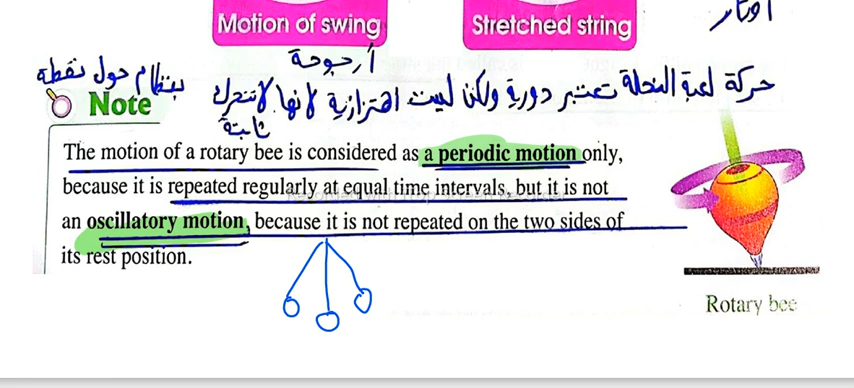 Motion of swing
Stretched string
أوتار
أرجوحة
حركة لعبة النحلة تعتبر دورية ولكن ليست اهتزازية لأنها لا تتحرك بنظام حول نقطة
ثابتة
Note
The motion of a rotary bee is considered as a periodic motion only,
because it is repeated regularly at equal time intervals, but it is not
an oscillatory motion, because it is not repeated on the two sides of
its rest position.
Rotary bee